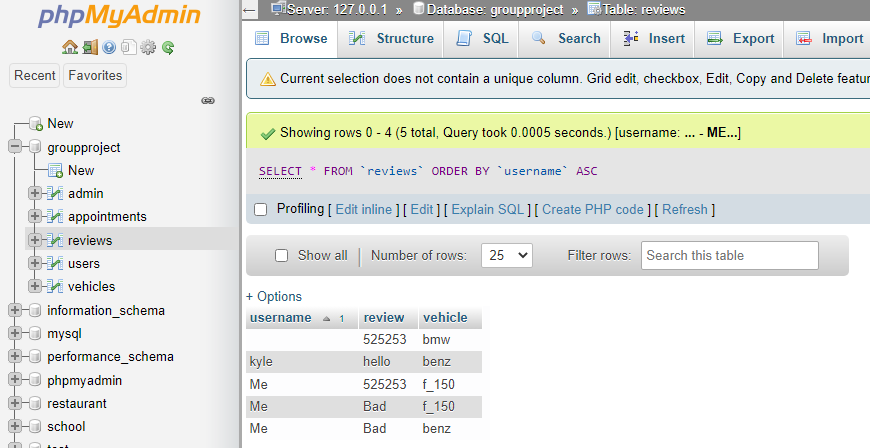 phpMyAdmin
Recent Favorites
New
groupproject
New
admin
appointments
reviews
users
vehicles
information_schema
mysql
performance_schema
phpmyadmin
restaurant
school
Server: 127.0.0.1 » Database: groupproject » Table: reviews
Browse Structure SQL Search Insert Export Import
Current selection does not contain a unique column. Grid edit, checkbox, Edit, Copy and Delete
Showing rows 0 - 4 (5 total, Query took 0.0005 seconds.) [username: ... - ME...]
SELECT * FROM `reviews` ORDER BY `username` ASC
Profiling [ Edit inline ] [ Edit ] [ Explain SQL ] [ Create PHP code ] [ Refresh ]
Show all Number of rows: 25 Filter rows: Search this table
+ Options
username 1 review vehicle
525253 bmw
kyle hello benz
Me 525253 f_150
Me Bad f_150
Me Bad benz